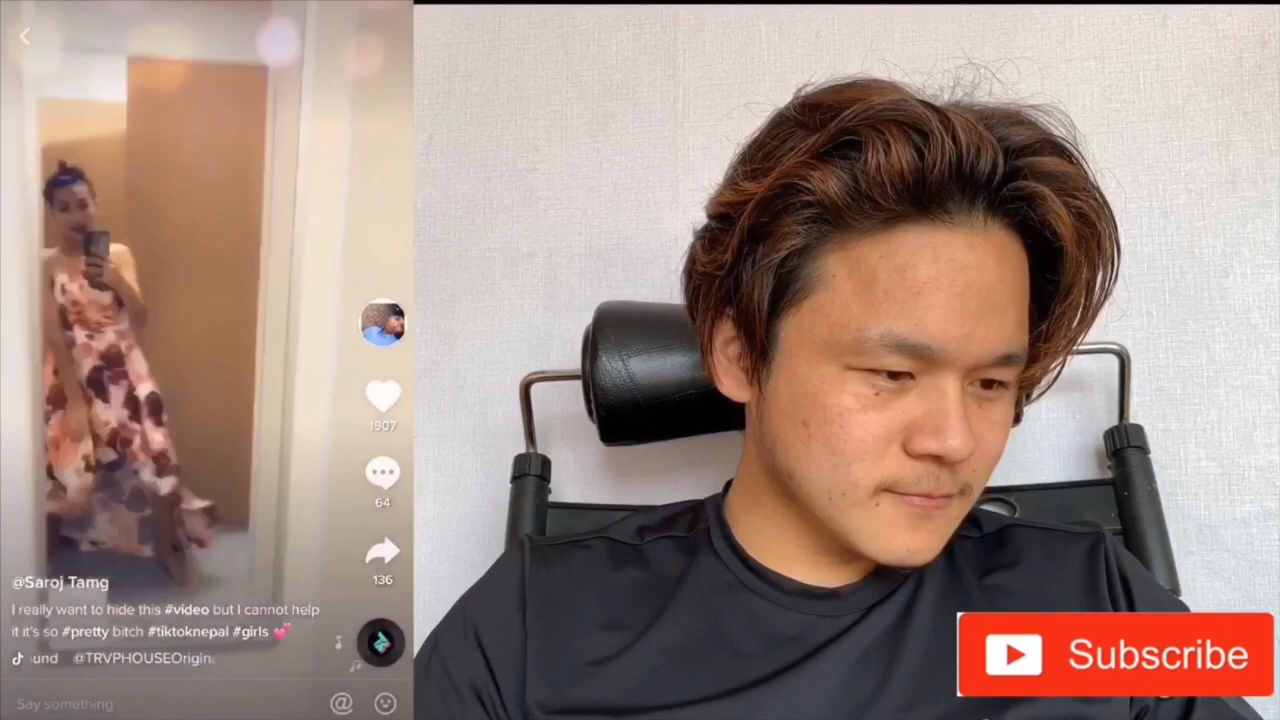 1907
64
136
@Saroj Tamg
I really want to hide this #video but I cannot help
it it's so #pretty bitch #tiktoknepal #girls 💕
und @TRVPHOUSEOrigin
Say something
@
Subscribe